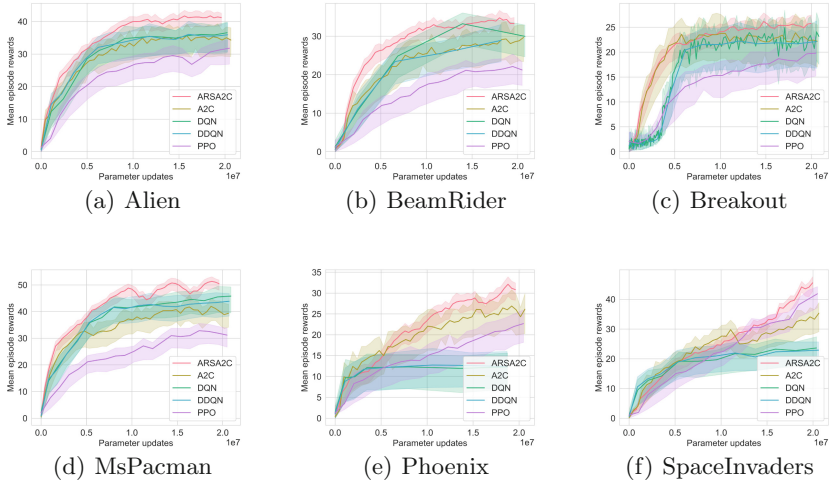 40
30
20
10
0
Mean episode rewards
ARSA2C
A2C
DQN
DDQN
PPO
0.0 0.5 1.0 1.5 2.0
1e7
Parameter updates
(a) Alien
30
20
10
0
Mean episode rewards
ARSA2C
A2C
DQN
DDQN
PPO
0.0 0.5 1.0 1.5 2.0
1e7
Parameter updates
(b) BeamRider
25
20
15
10
5
0
Mean episode rewards
ARSA2C
A2C
DQN
DDQN
PPO
0.0 0.5 1.0 1.5 2.0
1e7
Parameter updates
(c) Breakout
50
40
30
20
10
0
Mean episode rewards
ARSA2C
A2C
DQN
DDQN
PPO
0.0 0.5 1.0 1.5 2.0
1e7
Parameter updates
(d) MsPacman
35
30
25
20
15
10
5
0
Mean episode rewards
ARSA2C
A2C
DQN
DDQN
PPO
0.0 0.5 1.0 1.5 2.0
1e7
Parameter updates
(e) Phoenix
50
40
30
20
10
0
Mean episode rewards
ARSA2C
A2C
DQN
DDQN
PPO
0.0 0.5 1.0 1.5 2.0
1e7
Parameter updates
(f) SpaceInvaders